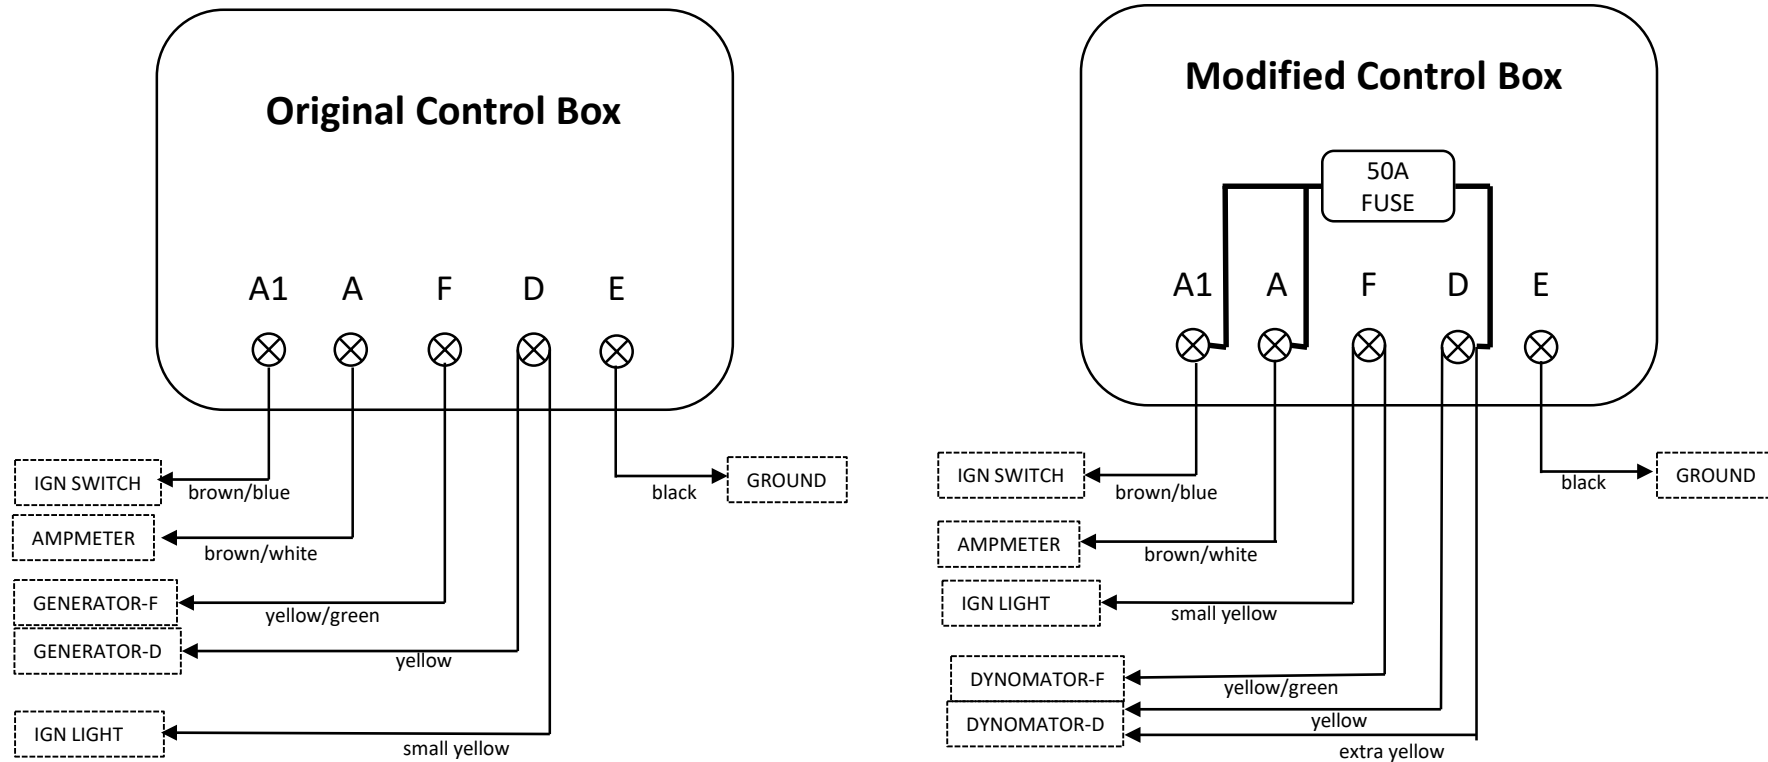 Original Control Box
A1 A F D E
IGN SWITCH
brown/blue
black
GROUND
AMPMETER
brown/white
GENERATOR-F
yellow/green
GENERATOR-D
yellow
IGN LIGHT
small yellow
Modified Control Box
50A
FUSE
A1 A F D E
IGN SWITCH
brown/blue
black
GROUND
AMPMETER
brown/white
IGN LIGHT
small yellow
DYNOMATOR-F
yellow/green
DYNOMATOR-D
yellow
extra yellow